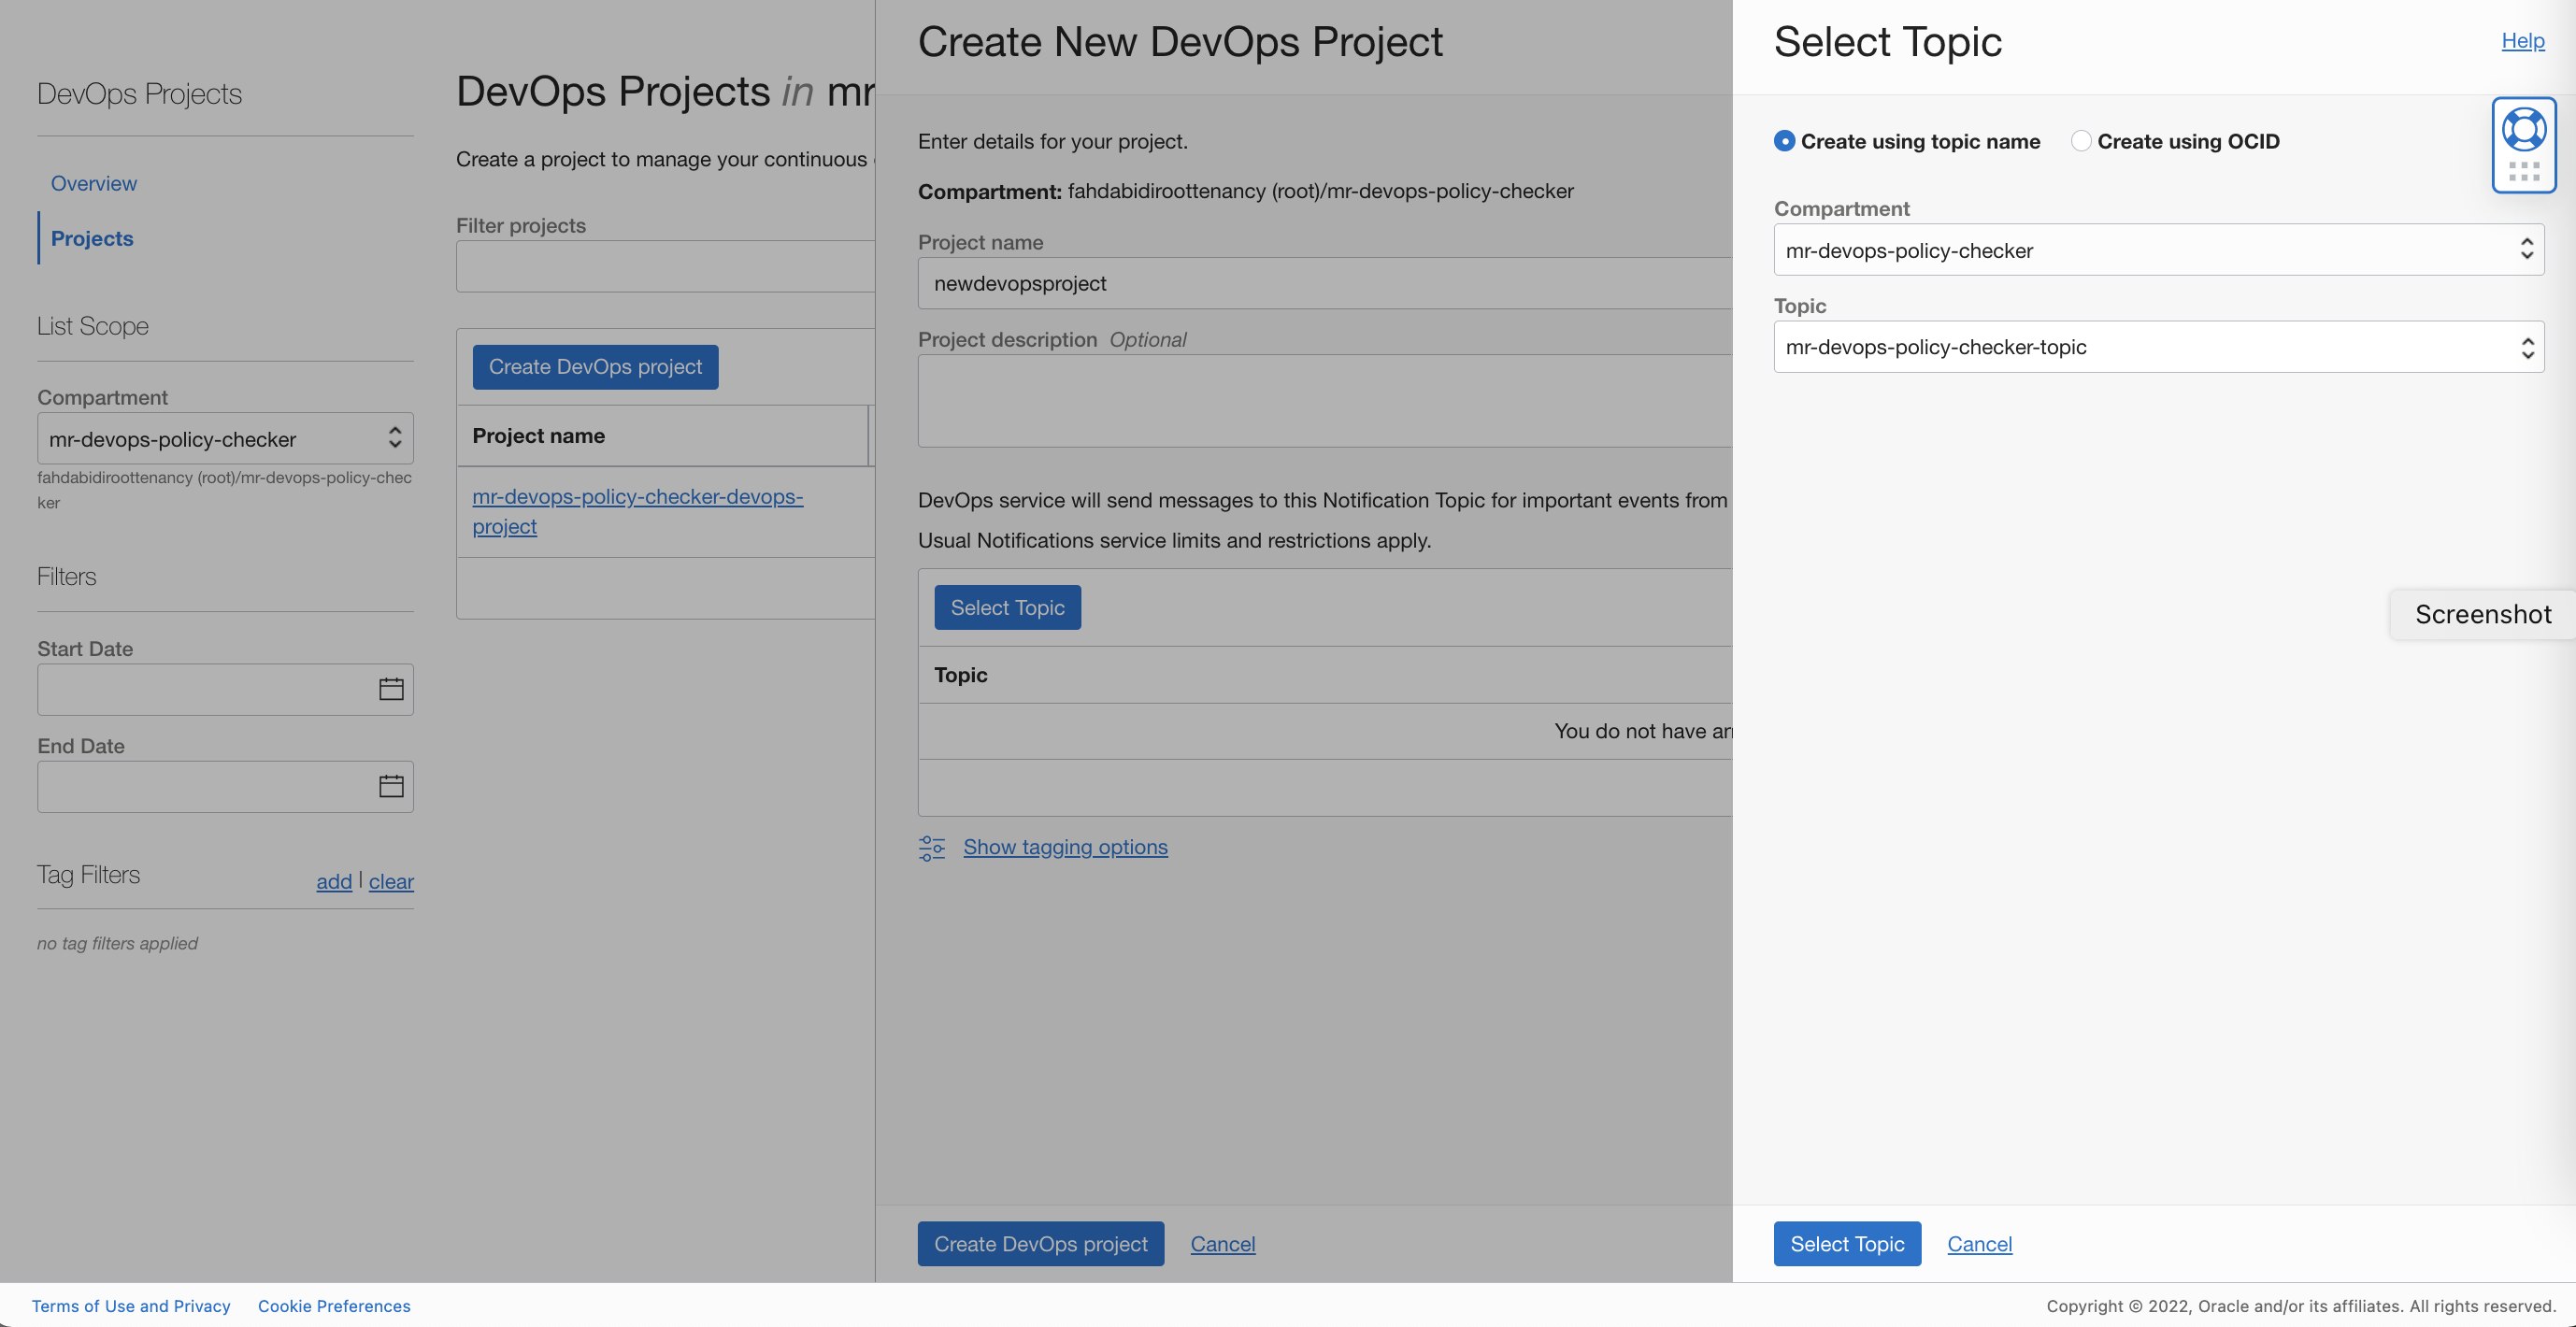 DevOps Projects
Overview
Projects
List Scope
Compartment
mr-devops-policy-checker
fahdabidiroottenancy (root)/mr-devops-policy-chec
ker
Filters
Start Date
End Date
Tag Filters
add | clear
no tag filters applied
DevOps Projects in mr
Create a project to manage your continuous
Filter projects
Create DevOps project
Project name
mr-devops-policy-checker-devops-
project
Create New DevOps Project
Enter details for your project.
Compartment: fahdabidiroottenancy (root)/mr-devops-policy-checker
Project name
newdevopsproject
Project description Optional
DevOps service will send messages to this Notification Topic for important events from
Usual Notifications service limits and restrictions apply.
Select Topic
Topic
You do not have
Show tagging options
Create DevOps project
Cancel
Select Topic
Help
Create using topic name
Create using OCID
Compartment
mr-devops-policy-checker
Topic
mr-devops-policy-checker-topic
Screenshot
Select Topic
Cancel
Terms of Use and Privacy
Cookie Preferences
Copyright © 2022, Oracle and/or its affiliates. All rights reserved.